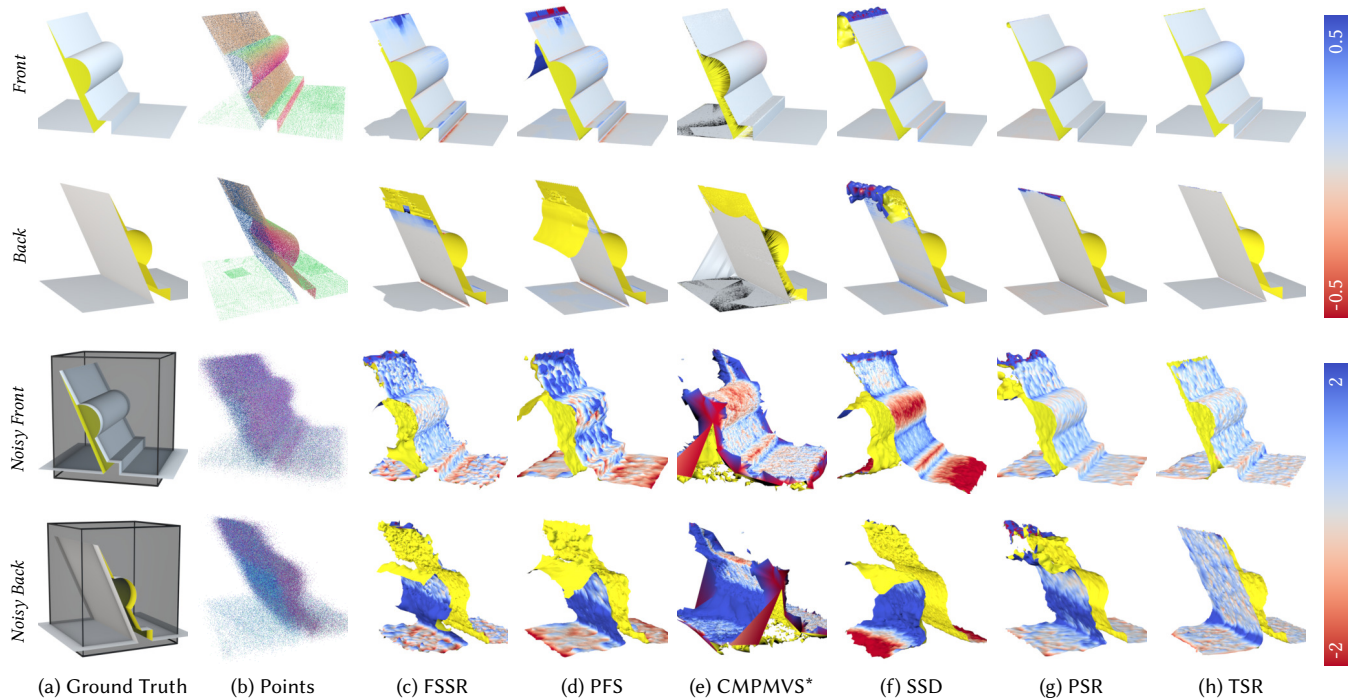 Front
0.5
-0.5
Back
Noisy Front
2
-2
Noisy Back
(a) Ground Truth
(b) Points
(c) FSSR
(d) PFS
(e) CMPMVS*
(f) SSD
(g) PSR
(h) TSR